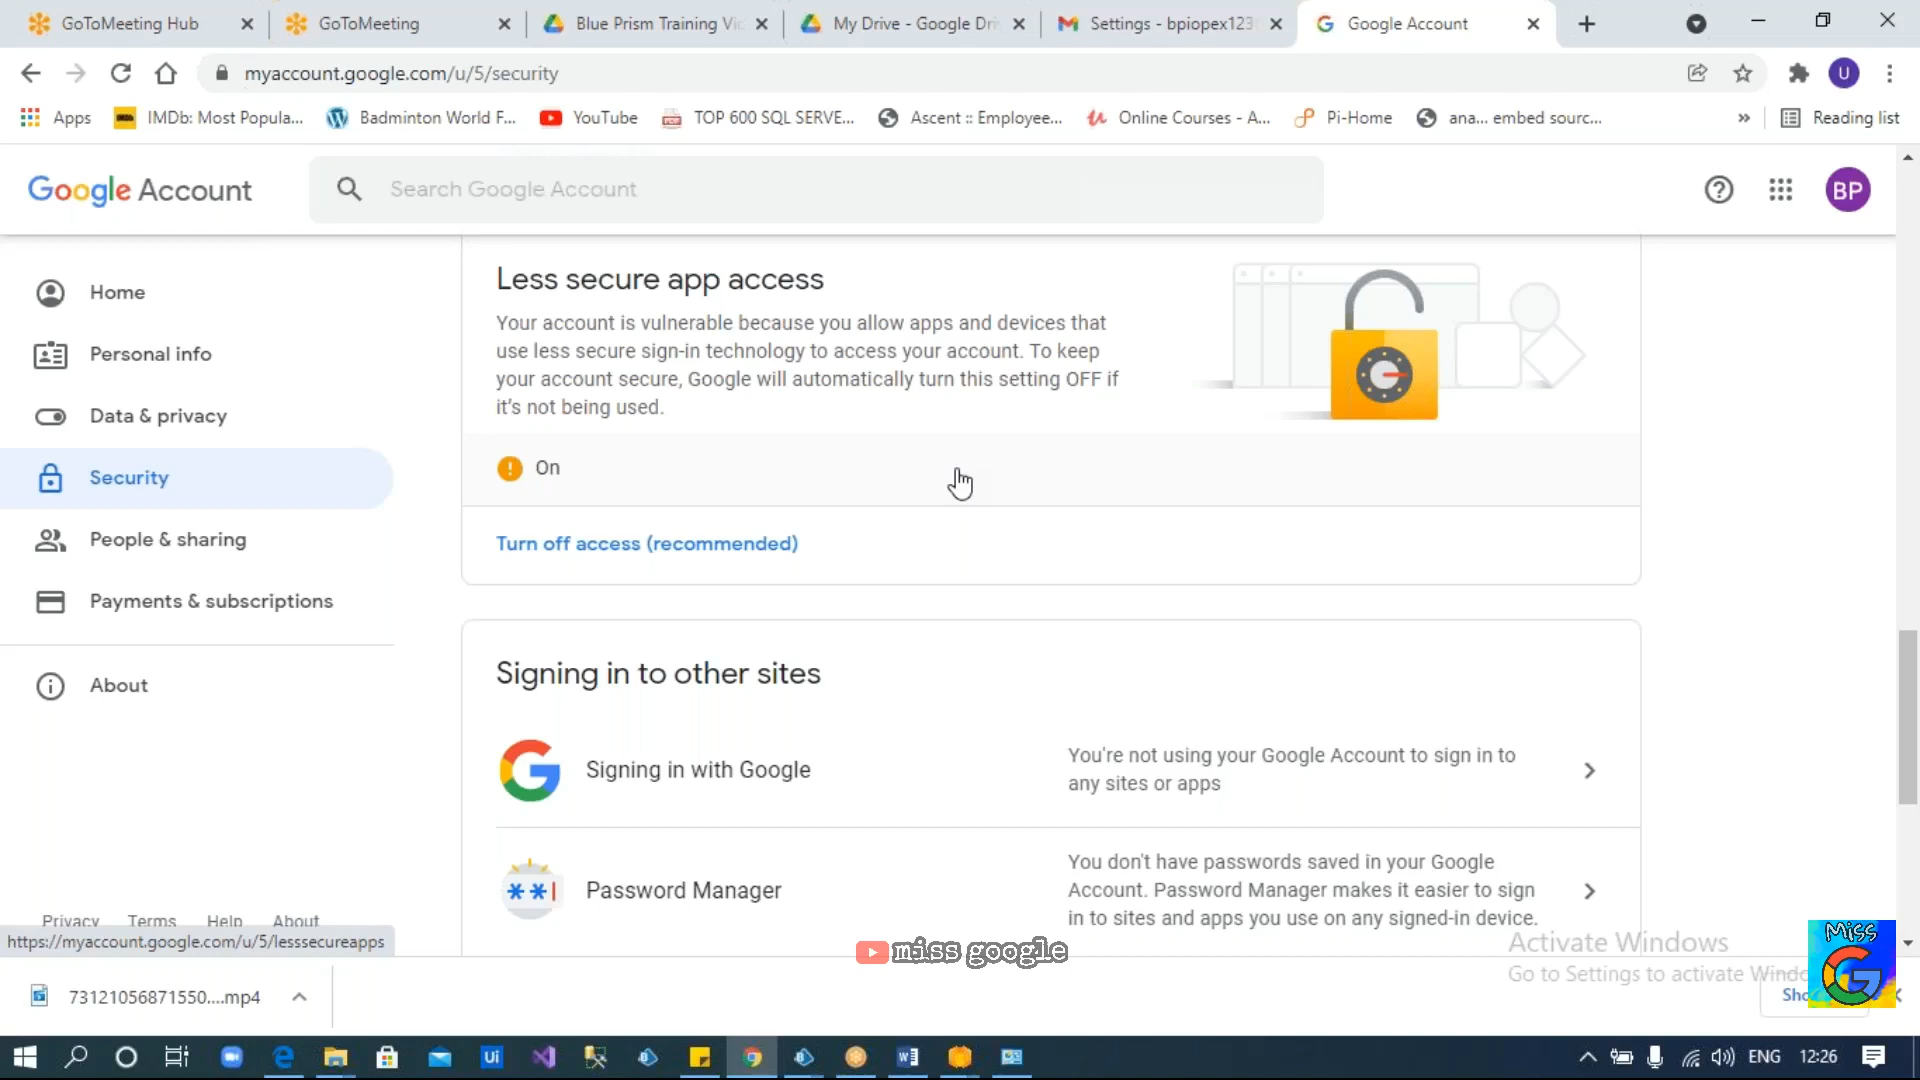 GoToMeeting Hub
GoToMeeting
Blue Prism Training Vi
My Drive - Google Dri
Settings - bpiopex123
Google Account
myaccount.google.com/u/5/security
U
Apps
IMDb: Most Popula...
Badminton World F...
YouTube
TOP 600 SQL SERVE...
Ascent :: Employee...
Online Courses - A...
Pi-Home
ana... embed sourc...
»
Reading list
Google Account
Search Google Account
BP
Home
Personal info
Data & privacy
Security
People & sharing
Payments & subscriptions
About
Less secure app access
Your account is vulnerable because you allow apps and devices that
use less secure sign-in technology to access your account. To keep
your account secure, Google will automatically turn this setting OFF if
it's not being used.
On
Turn off access (recommended)
Signing in to other sites
Signing in with Google
You're not using your Google Account to sign in to
any sites or apps
Password Manager
You don't have passwords saved in your Google
Account. Password Manager makes it easier to sign
in to sites and apps you use on any signed-in device.
Privacy Terms Help About
https://myaccount.google.com/u/5/lesssecureapps
miss google
Activate Windows
Go to Settings to activate
Miss
G
73121056871550....mp4
Ui
ENG
12:26